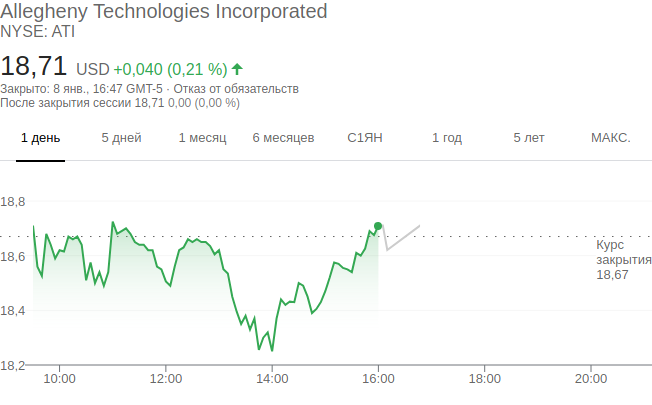 Allegheny Technologies Incorporated
NYSE: ATI
18,71 USD +0,040 (0,21 %)
Закрыто: 8 янв., 16:47 GMT-5 · Отказ от обязательств
После закрытия сессии 18,71 0,00 (0,00 %)
1 день 5 дней 1 месяц 6 месяцев С1ЯН 1 год 5 лет МАКС.
18,8
18,6
18,4
18,2
Курс
закрытия
18,67
10:00 12:00 14:00 16:00 18:00 20:00